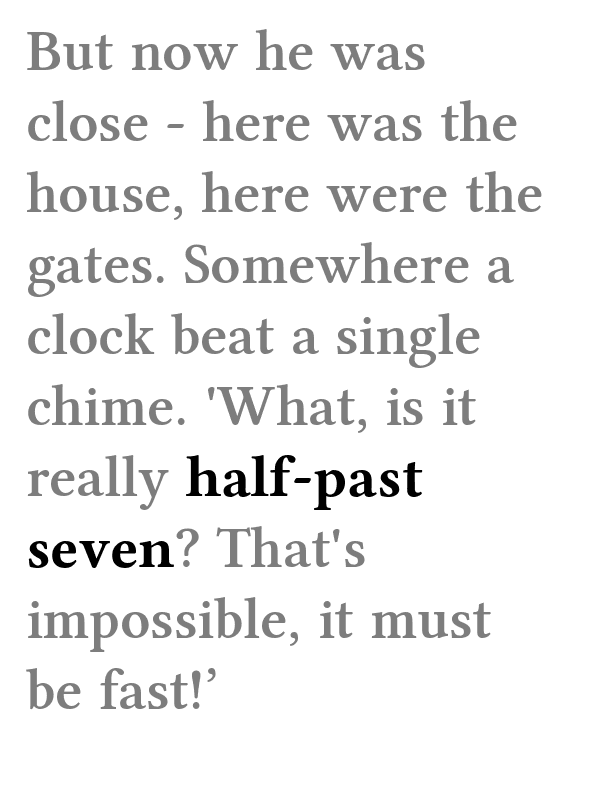 But now he was
close - here was the
house, here were the
gates. Somewhere a
clock beat a single
chime. 'What, is it
really half-past
seven? That's
impossible, it must
be fast!’